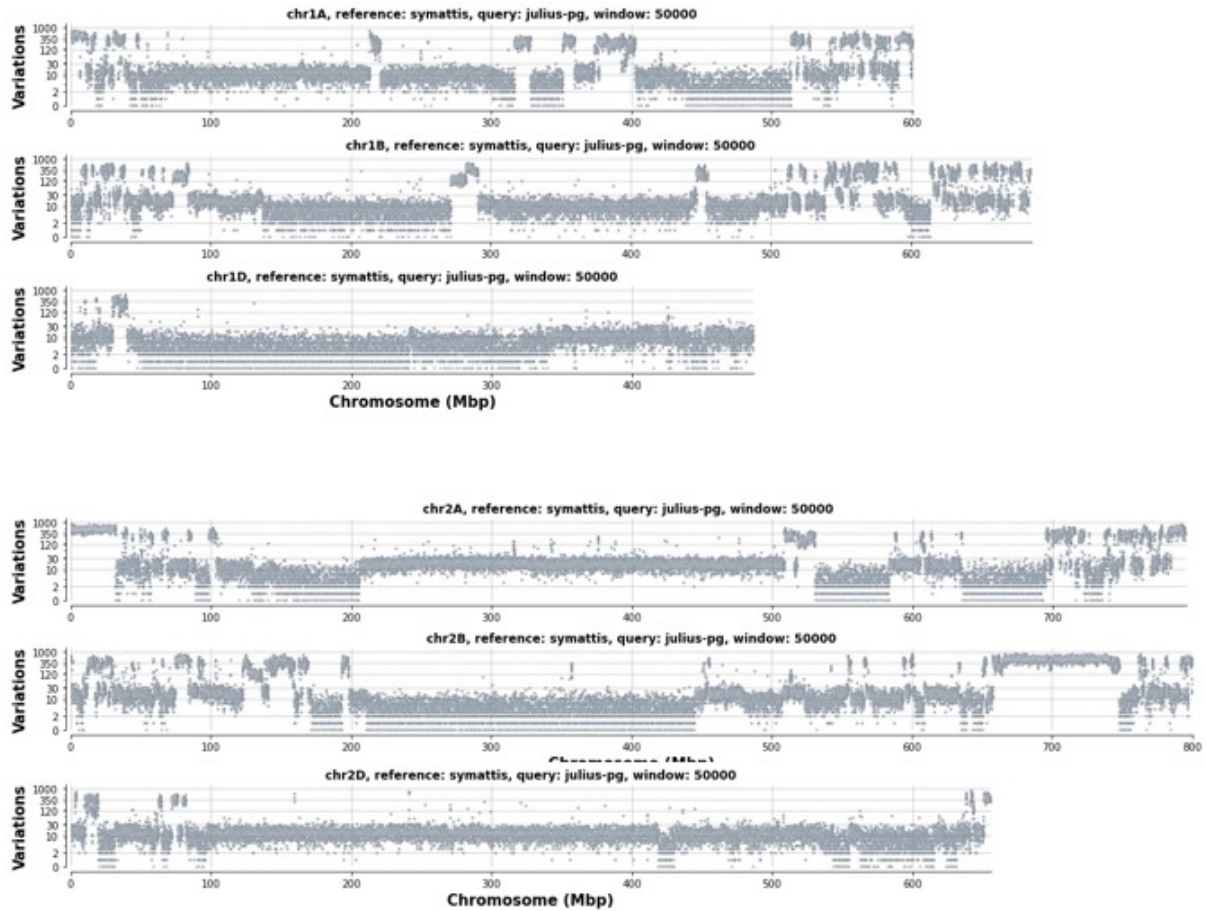 chr1A, reference: symattis, query: julius-pg, window: 50000
Variations
1000
350
120
30
10
2
0
0 100 200 300 400 500 600
chr1B, reference: symattis, query: julius-pg, window: 50000
Variations
1000
350
120
30
10
2
0
0 100 200 300 400 500 600
chr1D, reference: symattis, query: julius-pg, window: 50000
Variations
1000
350
120
30
10
2
0
0 100 200 300 400
Chromosome (Mbp)
chr2A, reference: symattis, query: julius-pg, window: 50000
Variations
1000
350
120
30
10
2
0
0 100 200 300 400 500 600 700
chr2B, reference: symattis, query: julius-pg, window: 50000
Variations
1000
350
120
30
10
2
0
0 100 200 300 400 500 600 700 800
chr2D, reference: symattis, query: julius-pg, window: 50000
Variations
1000
350
120
30
10
2
0
0 100 200 300 400 500 600
Chromosome (Mbp)